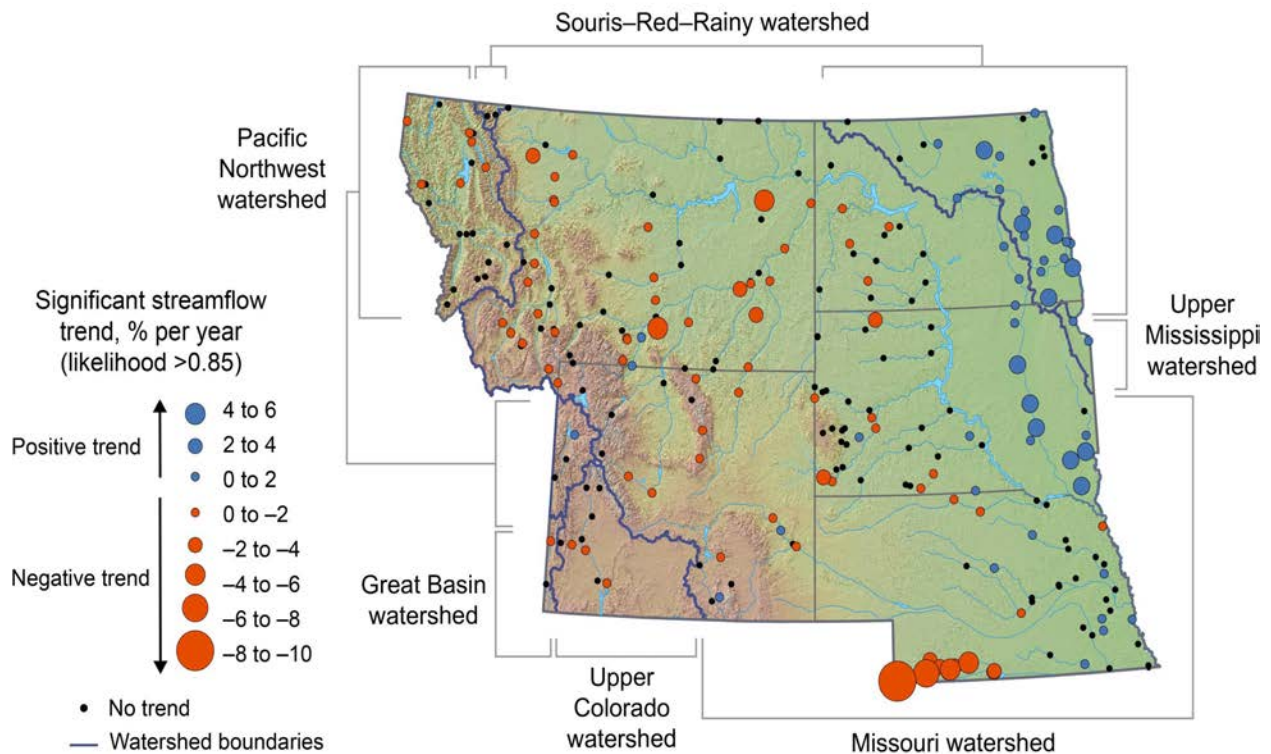 Souris–Red–Rainy watershed
Pacific
Northwest
watershed
Significant streamflow
trend, % per year
(likelihood >0.85)
Positive trend
4 to 6
2 to 4
0 to 2
0 to –2
–2 to –4
Negative trend
–4 to –6
–6 to –8
–8 to –10
No trend
Watershed boundaries
Great Basin
watershed
Upper
Colorado
watershed
Missouri watershed
Upper
Mississippi
watershed